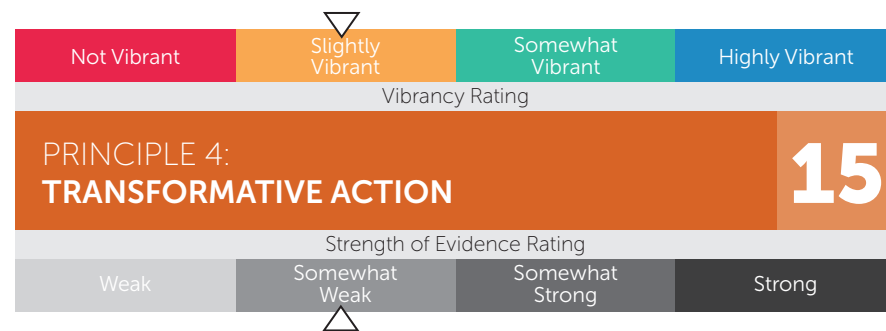 Not Vibrant
Slightly
Vibrant
Somewhat
Vibrant
Highly Vibrant
Vibrancy Rating
PRINCIPLE 4:
TRANSFORMATIVE ACTION
15
Strength of Evidence Rating
Weak
Somewhat
Weak
Somewhat
Strong
Strong